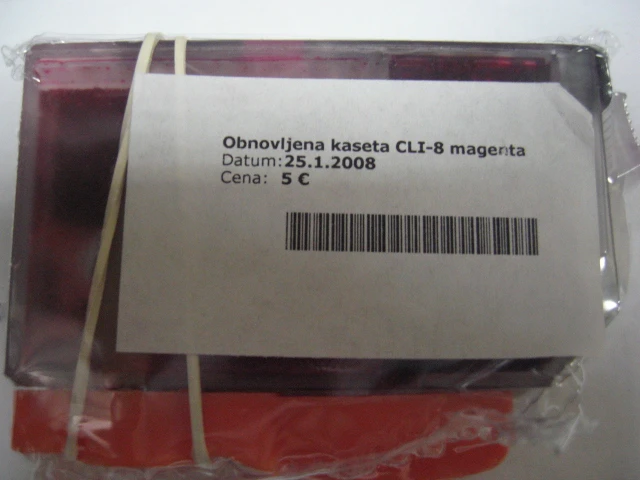 Obnovljena kaseta CLI-8 magenta
Datum: 25.1.2008
Cena: 5 €